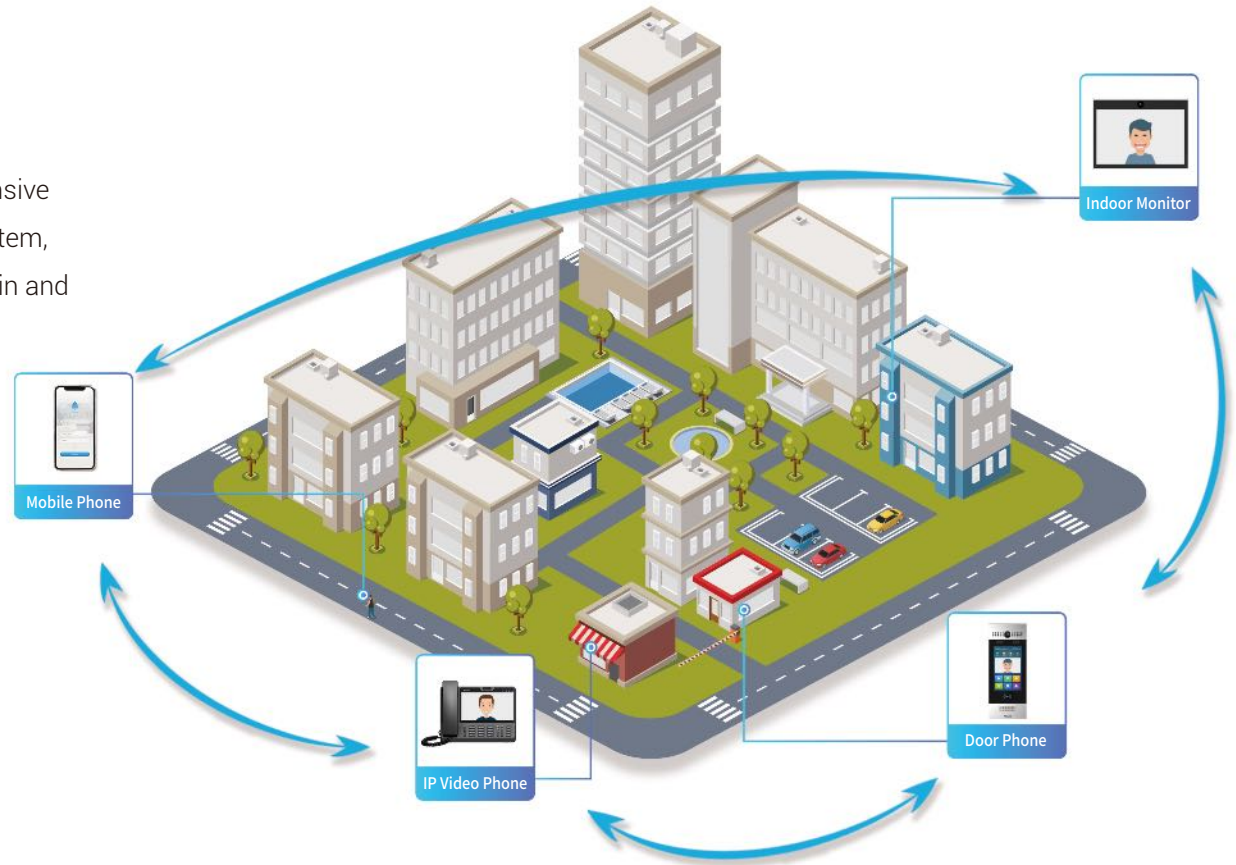 nsive
tem,
in and
Indoor Monitor
Mobile Phone
IP Video Phone
Door Phone